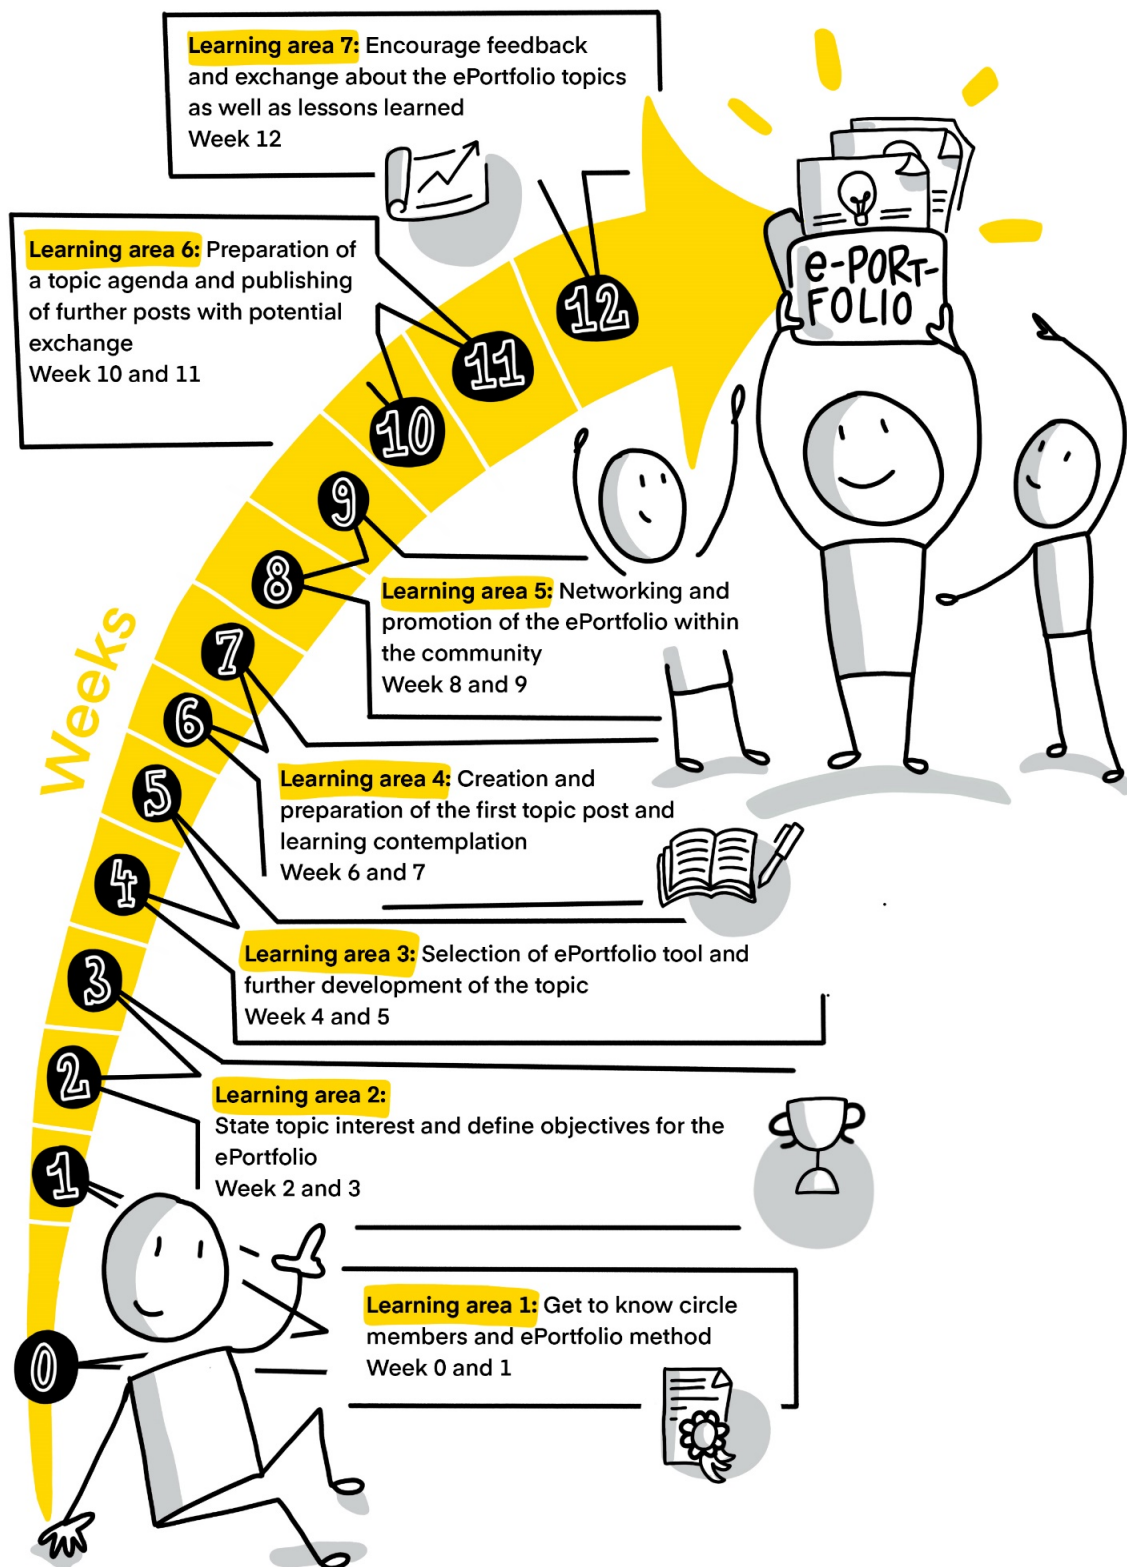 Learning area 7: Encourage feedback
and exchange about the ePortfolio topics
as well as lessons learned
Week 12
Learning area 6: Preparation of
a topic agenda and publishing
of further posts with potential
exchange
Week 10 and 11
e-PORT-
FOLIO
12
11
10
9
8
Learning area 5: Networking and
promotion of the ePortfolio within
the community
Week 8 and 9
Weeks
7
6
5
Learning area 4: Creation and
preparation of the first topic post and
learning contemplation
Week 6 and 7
4
3
Learning area 3: Selection of ePortfolio tool and
further development of the topic
Week 4 and 5
2
1
Learning area 2:
State topic interest and define objectives for the
ePortfolio
Week 2 and 3
Learning area 1: Get to know circle
members and ePortfolio method
Week 0 and 1
0